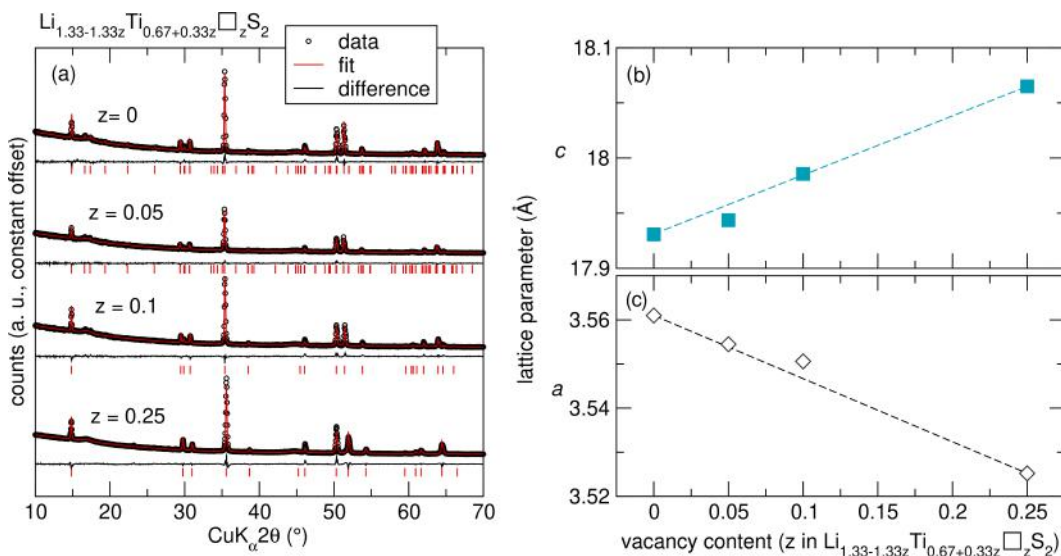 Li1.33-1.33zTi0.67+0.33z□zS2
(a)
data
fit
difference
z= 0
z = 0.05
z = 0.1
z = 0.25
counts (a. u., constant offset)
10 20 30 40 50 60 70
CuKα2θ (°)
(b)
18.1
18
17.9
c
lattice parameter (Å)
(c)
3.56
3.54
3.52
a
0 0.05 0.10 0.15 0.20 0.25
vacancy content (z in Li1.33-1.33zTi0.67+0.33z□zS2)